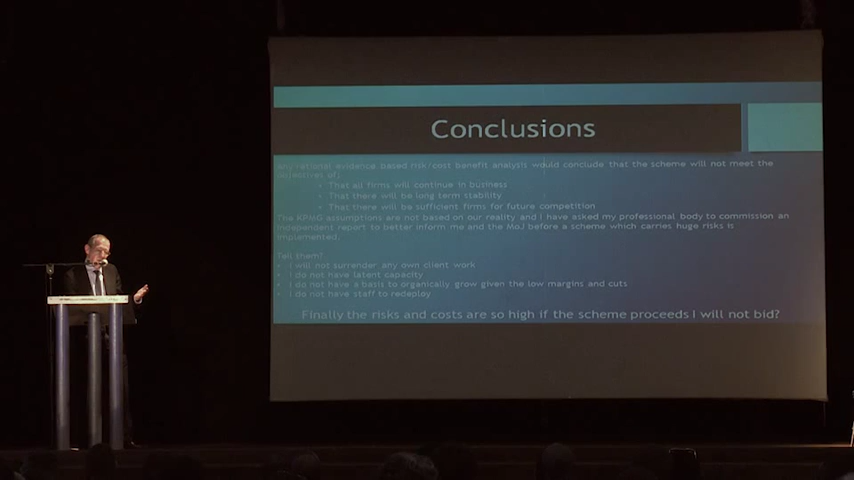 Conclusions
Any rational evidence based risk/cost benefit analysis would conclude that the scheme will not meet the
objectives of;
• That all firms will continue in business
• That there will be long term stability
• That there will be sufficient firms for future competition
The KPMG assumptions are not based on our reality and I have asked my professional body to commission an
independent report to better inform me and the MoJ before a scheme which carries huge risks is
implemented.
Tell them!
• I will not surrender any own client work
• I do not have latent capacity
• I do not have a basis to organically grow given the low margins and cuts
• I do not have staff to redeploy
Finally the risks and costs are so high if the scheme proceeds I will not bid?